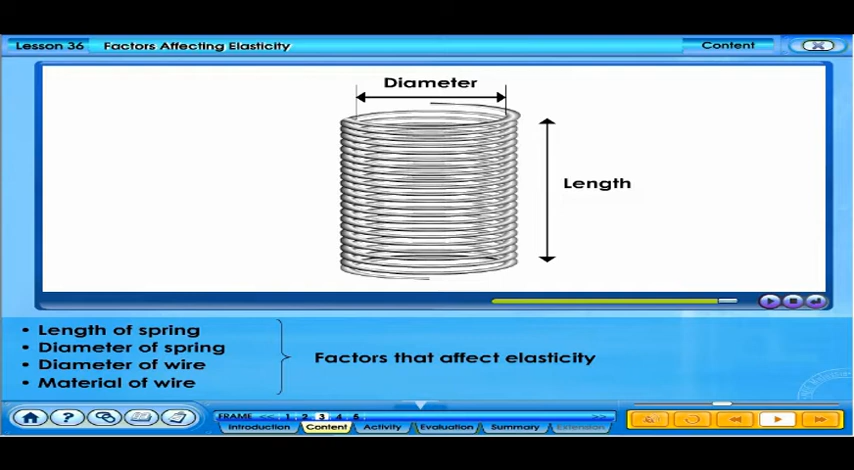 Lesson 36
Factors Affecting Elasticity
Content
Diameter
Length
• Length of spring
• Diameter of spring
• Diameter of wire
• Material of wire
Factors that affect elasticity
FRAME << 1 2 3 4 5 >>
Introduction
Content
Activity
Evaluation
Summary
Extension